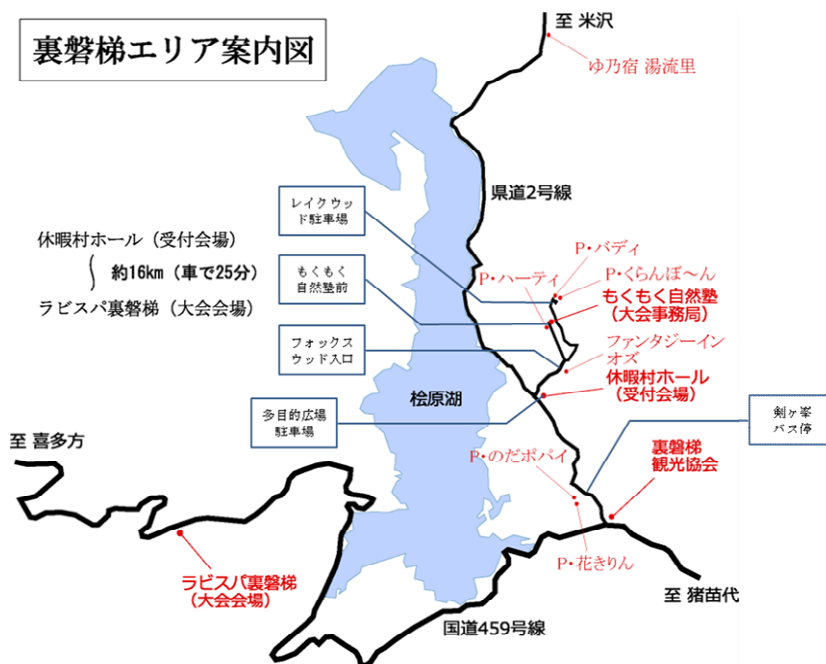 裏磐梯エリア案内図
至 米沢
ゆ乃宿 湯流里
県道2号線
レイクウッ
ド駐車場
休暇村ホール（受付会場）
約16km（車で25分）
ラビスパ裏磐梯（大会会場）
もくもく
自然塾前
P・バディ
P・ハーティ
P・くらんぼ～ん
もくもく自然塾
（大会事務局）
フォックス
ウッド入口
ファンタジーイン
オズ
休暇村ホール
（受付会場）
桧原湖
多目的広場
駐車場
剣ヶ峯
バス停
至 喜多方
P・のだポパイ
裏磐梯
観光協会
P・花きりん
ラビスパ裏磐梯
（大会会場）
至 猪苗代
国道459号線